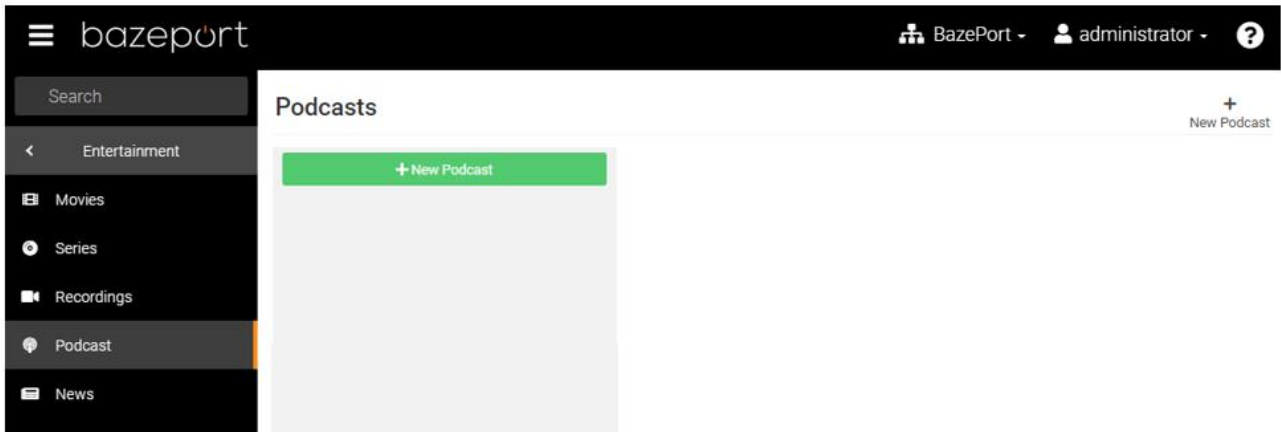 bazeport
BazePort
administrator
?
Search
Podcasts
+
New Podcast
Entertainment
+ New Podcast
Movies
Series
Recordings
Podcast
News